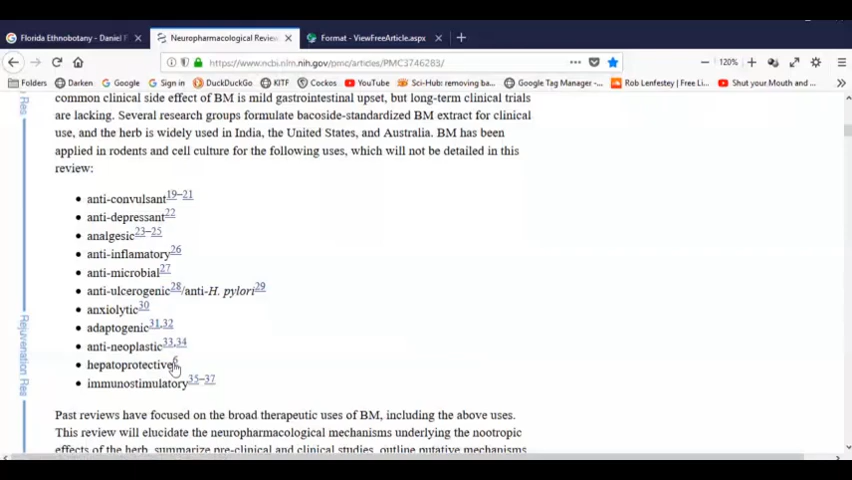 Florida Ethnobotany - Daniel F
Neuropharmacological Review
Format - ViewFreeArticle.aspx
https://www.ncbi.nlm.nih.gov/pmc/articles/PMC3746283/
120%
Folders Darken Google Sign in DuckDuckGo KITF Cockos YouTube Sci-Hub: removing ba... Google Tag Manager -... Rob Lenfestey | Free Li... Shut your Mouth and ...
common clinical side effect of BM is mild gastrointestinal upset, but long-term clinical trials
are lacking. Several research groups formulate bacoside-standardized BM extract for clinical
use, and the herb is widely used in India, the United States, and Australia. BM has been
applied in rodents and cell culture for the following uses, which will not be detailed in this
review:
• anti-convulsant19–21
• anti-depressant22
• analgesic23–25
• anti-inflamatory26
• anti-microbial27
• anti-ulcerogenic28/anti-H. pylori29
• anxiolytic30
• adaptogenic31,32
• anti-neoplastic33,34
• hepatoprotective6
• immunostimulatory35–37
Past reviews have focused on the broad therapeutic uses of BM, including the above uses.
This review will elucidate the neuropharmacological mechanisms underlying the nootropic
effects of the herb, summarize pre-clinical and clinical studies, outline putative mechanisms
Res
Rejuvenation Res